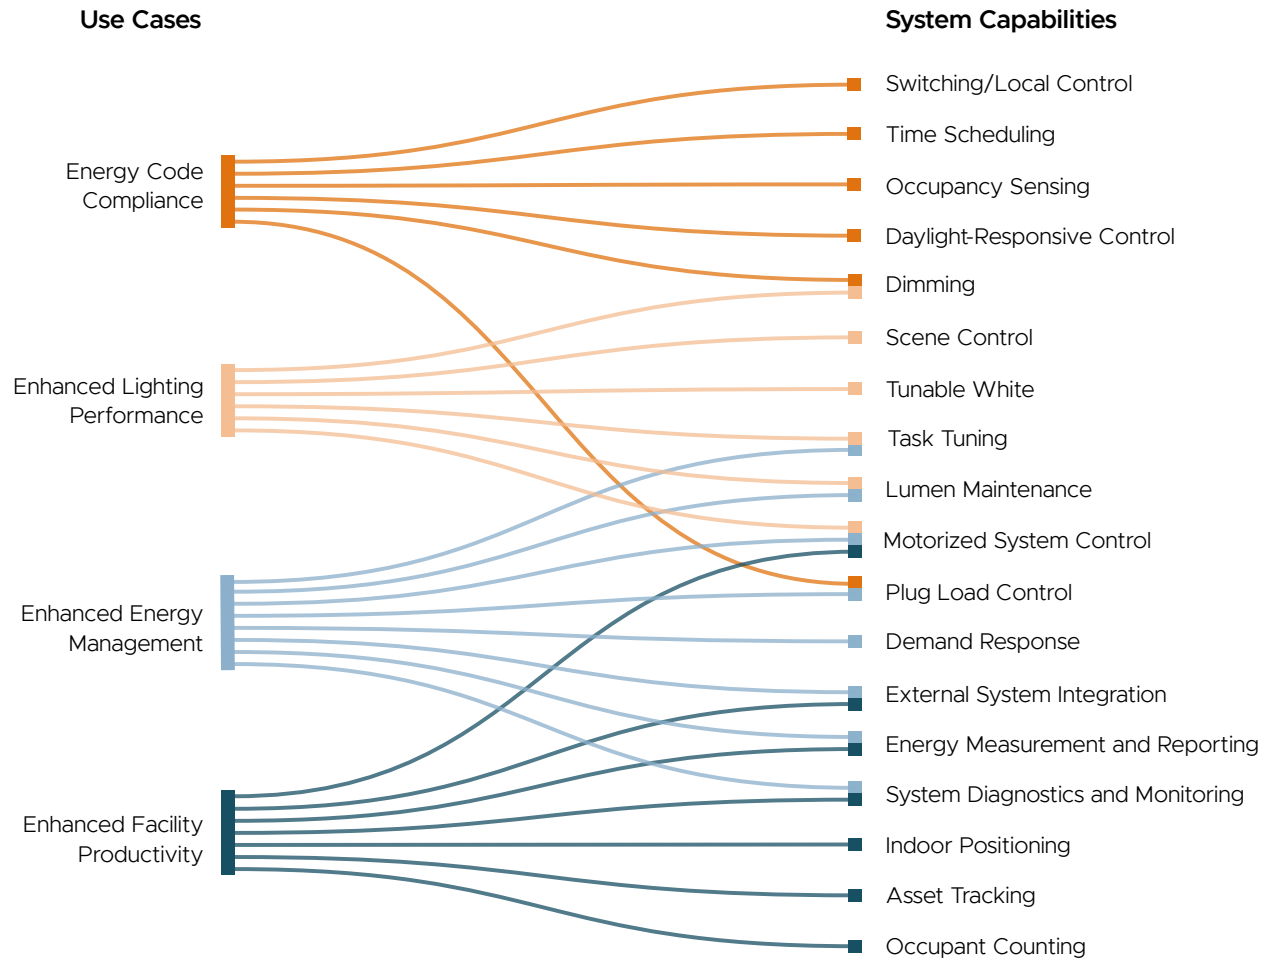 Use Cases
System Capabilities
Energy Code
Compliance
Enhanced Lighting
Performance
Enhanced Energy
Management
Enhanced Facility
Productivity
Switching/Local Control
Time Scheduling
Occupancy Sensing
Daylight-Responsive Control
Dimming
Scene Control
Tunable White
Task Tuning
Lumen Maintenance
Motorized System Control
Plug Load Control
Demand Response
External System Integration
Energy Measurement and Reporting
System Diagnostics and Monitoring
Indoor Positioning
Asset Tracking
Occupant Counting